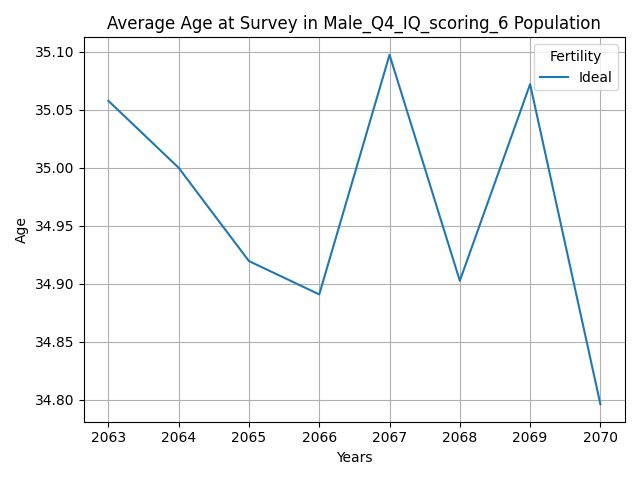 Average Age at Survey in Male_Q4_IQ_scoring_6 Population
Fertility
Ideal
35.10
35.05
35.00
34.95
34.90
34.85
34.80
Age
2063 2064 2065 2066 2067 2068 2069 2070
Years